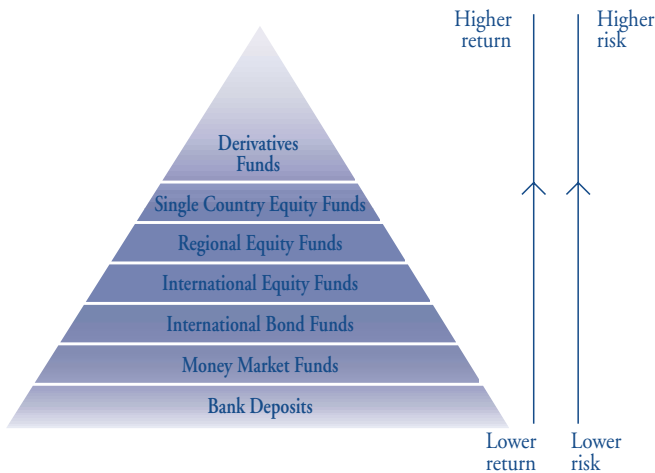 Higher
return
Higher
risk
Derivatives
Funds
Single Country Equity Funds
Regional Equity Funds
International Equity Funds
International Bond Funds
Money Market Funds
Bank Deposits
Lower
return
Lower
risk